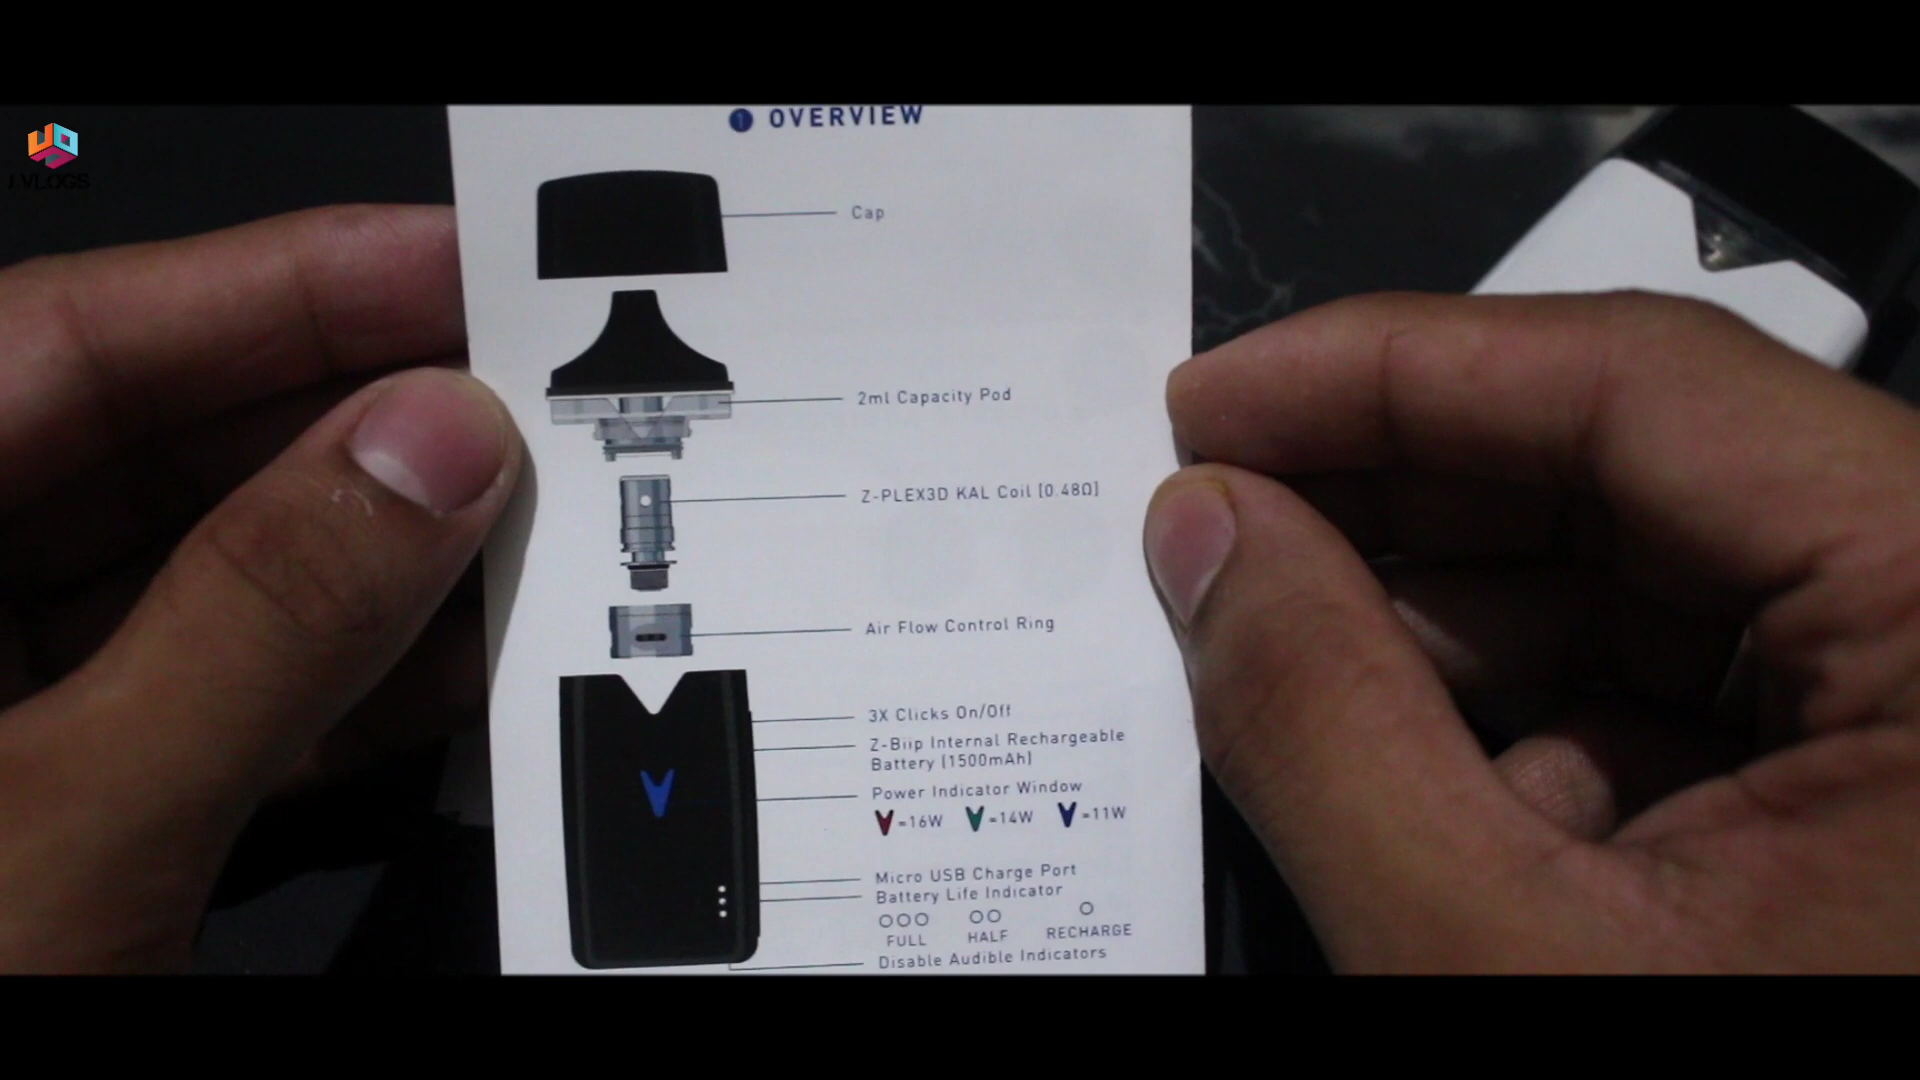 J.VLOGS
1 OVERVIEW
Cap
2ml Capacity Pod
Z-PLEX3D KAL Coil [0.48Ω]
Air Flow Control Ring
3X Clicks On/Off
Z-Biip Internal Rechargeable
Battery [1500mAh]
Power Indicator Window
=16W =14W =11W
Micro USB Charge Port
Battery Life Indicator
FULL HALF RECHARGE
Disable Audible Indicators